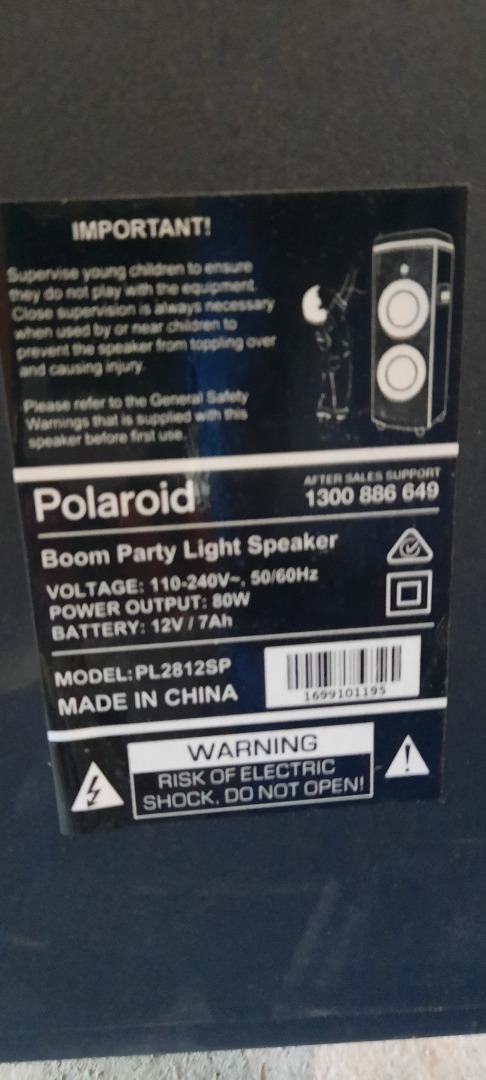 IMPORTANT!
Supervise young children to ensure
they do not play with the equipment.
Close supervision is always necessary
when used by or near children to
prevent the speaker from toppling over
and causing injury.
Please refer to the General Safety
Warnings that is supplied with this
speaker before first use.
Polaroid
AFTER SALES SUPPORT
1300 886 649
Boom Party Light Speaker
VOLTAGE: 110-240V~, 50/60Hz
POWER OUTPUT: 80W
BATTERY: 12V / 7Ah
MODEL: PL2812SP
MADE IN CHINA
1699101195
WARNING
RISK OF ELECTRIC
SHOCK, DO NOT OPEN!